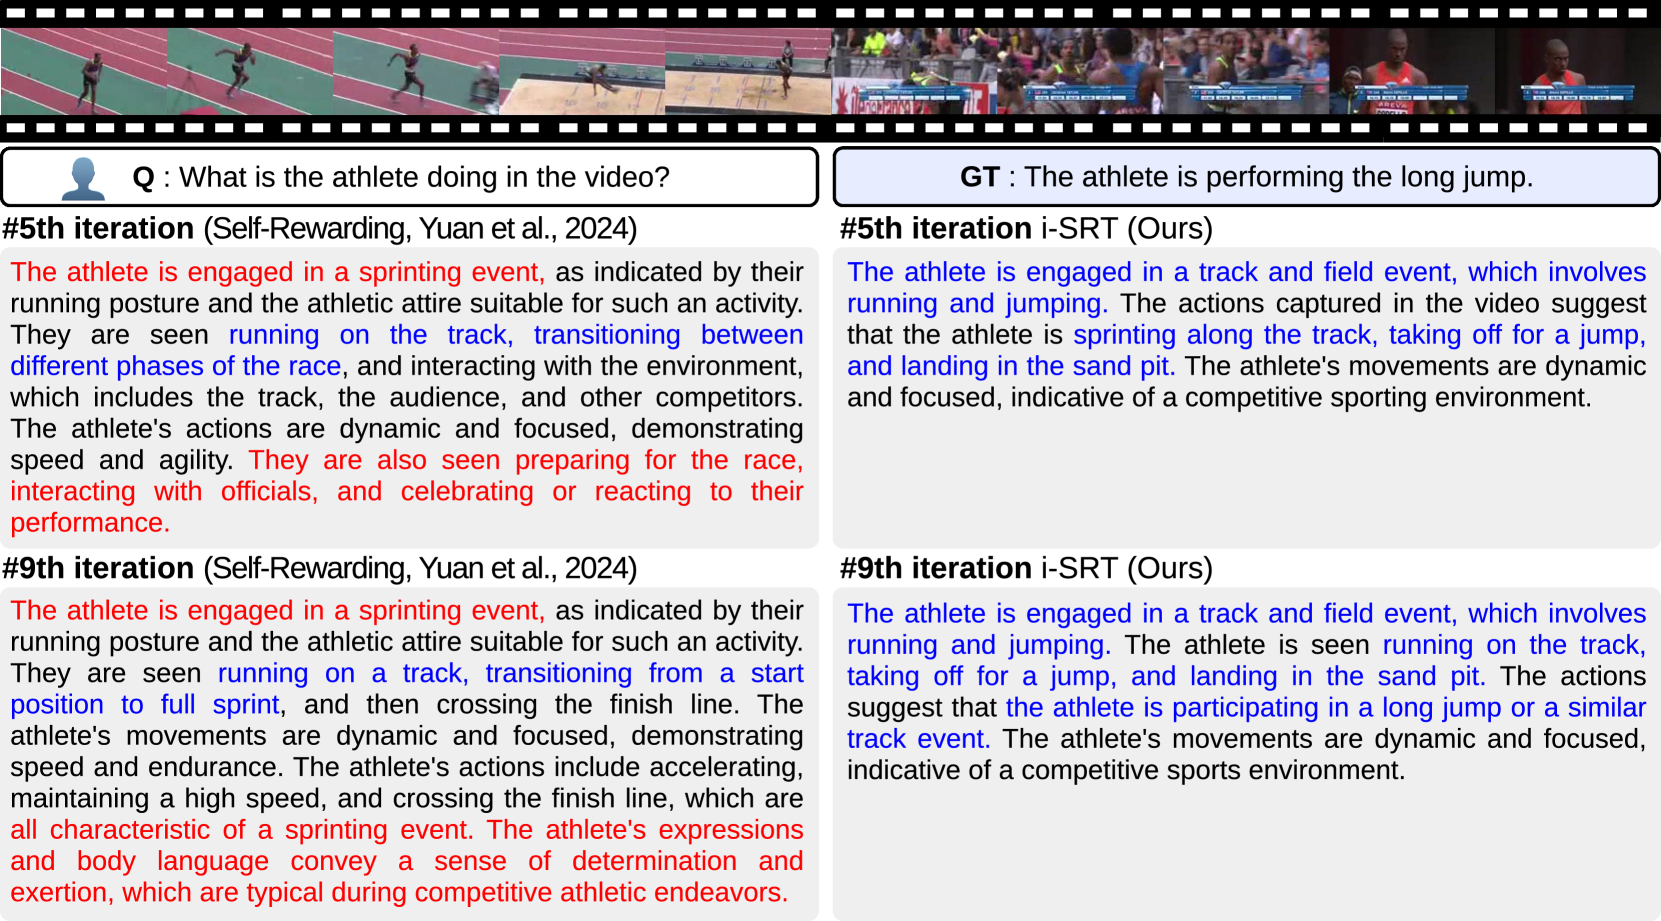 Q : What is the athlete doing in the video?
GT : The athlete is performing the long jump.
#5th iteration (Self-Rewarding, Yuan et al., 2024)
The athlete is engaged in a sprinting event, as indicated by their
running posture and the athletic attire suitable for such an activity.
They are seen running on the track, transitioning between
different phases of the race, and interacting with the environment,
which includes the track, the audience, and other competitors.
The athlete's actions are dynamic and focused, demonstrating
speed and agility. They are also seen preparing for the race,
interacting with officials, and celebrating or reacting to their
performance.
#5th iteration i-SRT (Ours)
The athlete is engaged in a track and field event, which involves
running and jumping. The actions captured in the video suggest
that the athlete is sprinting along the track, taking off for a jump,
and landing in the sand pit. The athlete's movements are dynamic
and focused, indicative of a competitive sporting environment.
#9th iteration (Self-Rewarding, Yuan et al., 2024)
The athlete is engaged in a sprinting event, as indicated by their
running posture and the athletic attire suitable for such an activity.
They are seen running on a track, transitioning from a start
position to full sprint, and then crossing the finish line. The
athlete's movements are dynamic and focused, demonstrating
speed and endurance. The athlete's actions include accelerating,
maintaining a high speed, and crossing the finish line, which are
all characteristic of a sprinting event. The athlete's expressions
and body language convey a sense of determination and
exertion, which are typical during competitive athletic endeavors.
#9th iteration i-SRT (Ours)
The athlete is engaged in a track and field event, which involves
running and jumping. The athlete is seen running on the track,
taking off for a jump, and landing in the sand pit. The actions
suggest that the athlete is participating in a long jump or a similar
track event. The athlete's movements are dynamic and focused,
indicative of a competitive sports environment.